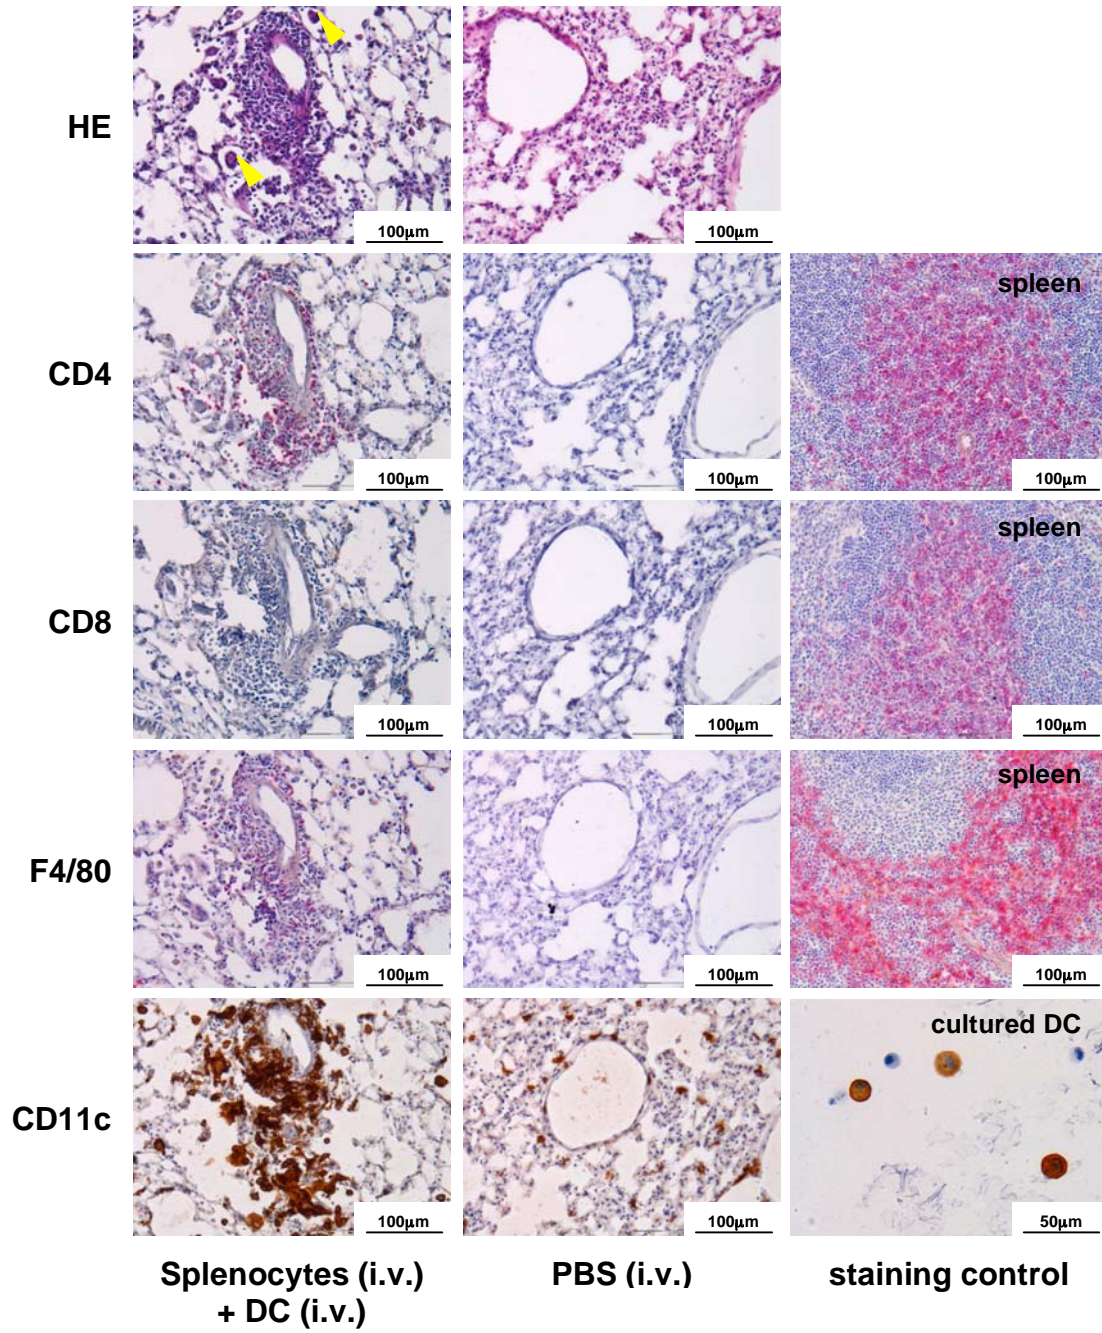 HE
100μm
100μm
CD4
100μm
100μm
spleen
100μm
CD8
100μm
100μm
spleen
100μm
F4/80
100μm
100μm
spleen
100μm
CD11c
100μm
100μm
cultured DC
50μm
Splenocytes (i.v.)
+ DC (i.v.)
PBS (i.v.)
staining control